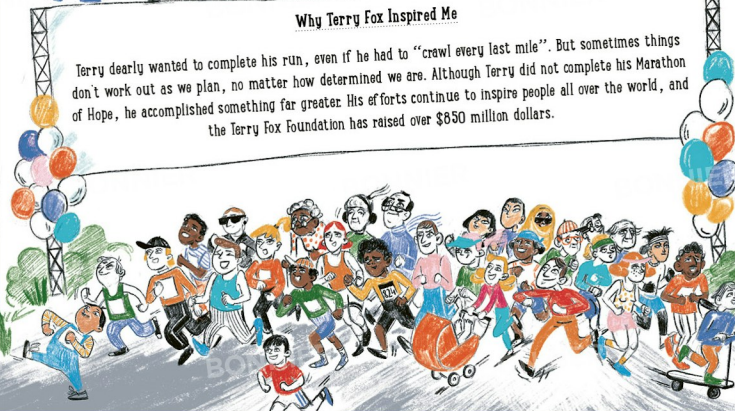 Why Terry Fox Inspired Me
Terry dearly wanted to complete his run, even if he had to “crawl every last mile”. But sometimes things
don't work out as we plan, no matter how determined we are. Although Terry did not complete his Marathon
of Hope, he accomplished something far greater. His efforts continue to inspire people all over the world, and
the Terry Fox Foundation has raised over $850 million dollars.